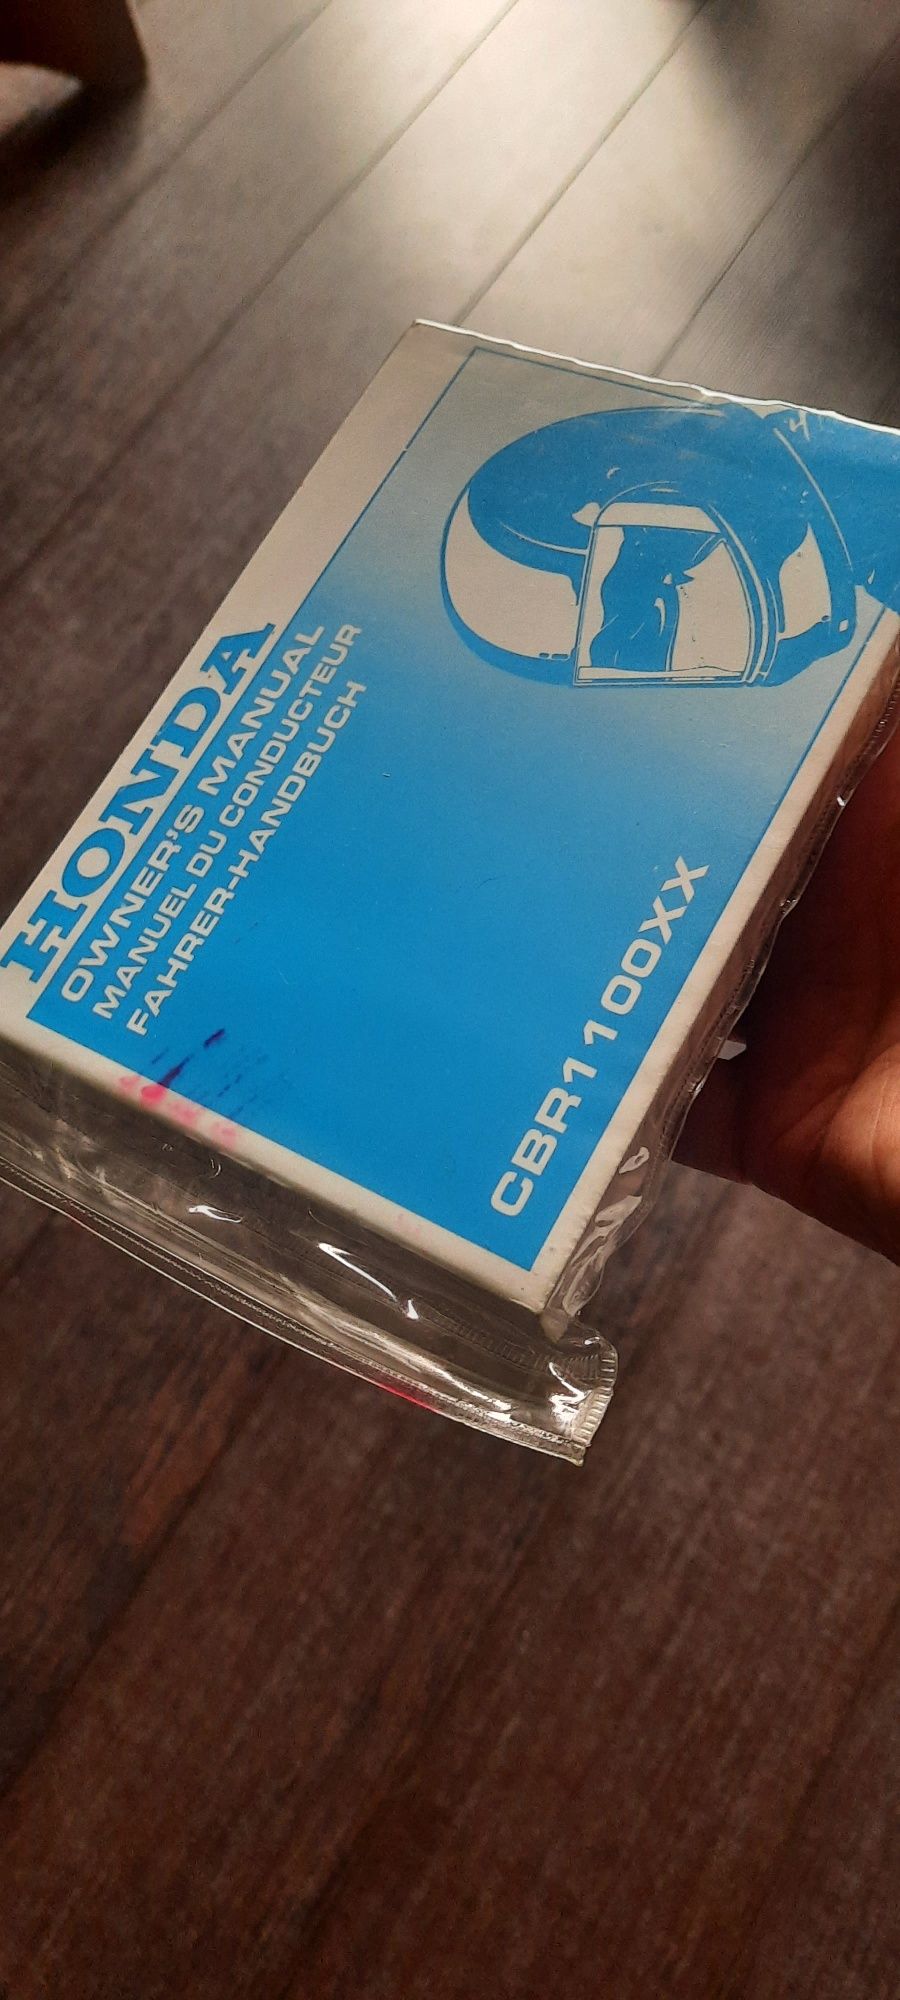 HONDA
OWNER'S MANUAL
MANUEL DU CONDUCTEUR
FAHRER-HANDBUCH
CBR1100XX